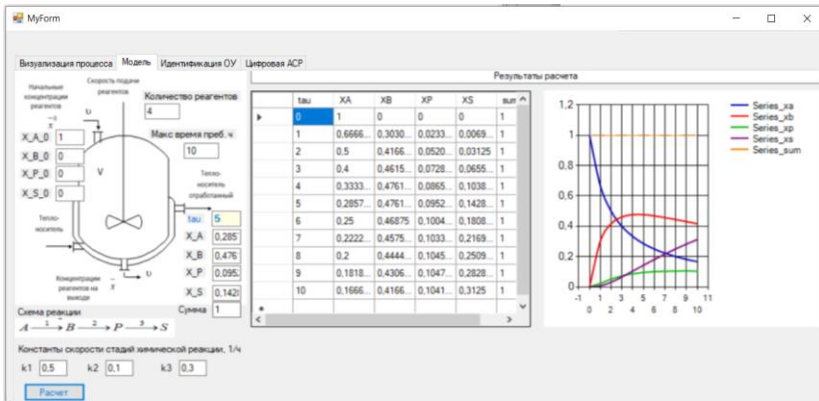 MyForm
Визуализация процесса Модель Идентификация ОУ Цифровая АСР
Результаты расчета
Начальные концентрации реагентов
Скорость подачи реагентов
Количество реагентов
4
Макс время преб. ч
10
X_A_0 1
X_B_0 0
X_P_0 0
X_S_0 0
x
υ
V
Тепло-носитель отработанный
Тепло-носитель
tau 5
X_A 0,285
X_B 0,476
X_P 0,095
X_S 0,142
Сумма 1
Концентрации реагентов на выходе
x
υ
Схема реакции
A 1 B 2 P 3 S
Константы скорости стадий химической реакции, 1/ч
k1 0,5 k2 0,1 k3 0,3
Расчет
tau XA XB XP XS sum
0 1 0 0 0 1
1 0,6666... 0,3030... 0,0233... 0,0069... 1
2 0,5 0,4166... 0,0520... 0,03125 1
3 0,4 0,4615... 0,0728... 0,0655... 1
4 0,3333... 0,4761... 0,0865... 0,1038... 1
5 0,2857... 0,4761... 0,0952... 0,1428... 1
6 0,25 0,46875 0,1004... 0,1808... 1
7 0,2222... 0,4575... 0,1033... 0,2169... 1
8 0,2 0,4444... 0,1045... 0,2509... 1
9 0,1818... 0,4306... 0,1047... 0,2828... 1
10 0,1666... 0,4166... 0,1041... 0,3125 1
1,2
1
0,8
0,6
0,4
0,2
0
-1 1 3 5 7 9 11
0 2 4 6 8 10
Series_xa
Series_xb
Series_xp
Series_xs
Series_sum